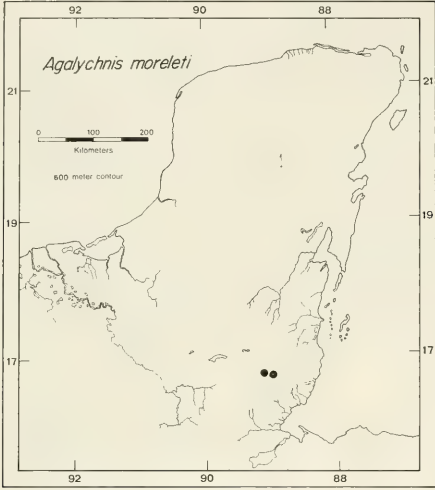 92 90 88
Agalychnis moreleti
21 21
0 100 200
Kilometers
600 meter contour
19 19
17 17
92 90 88